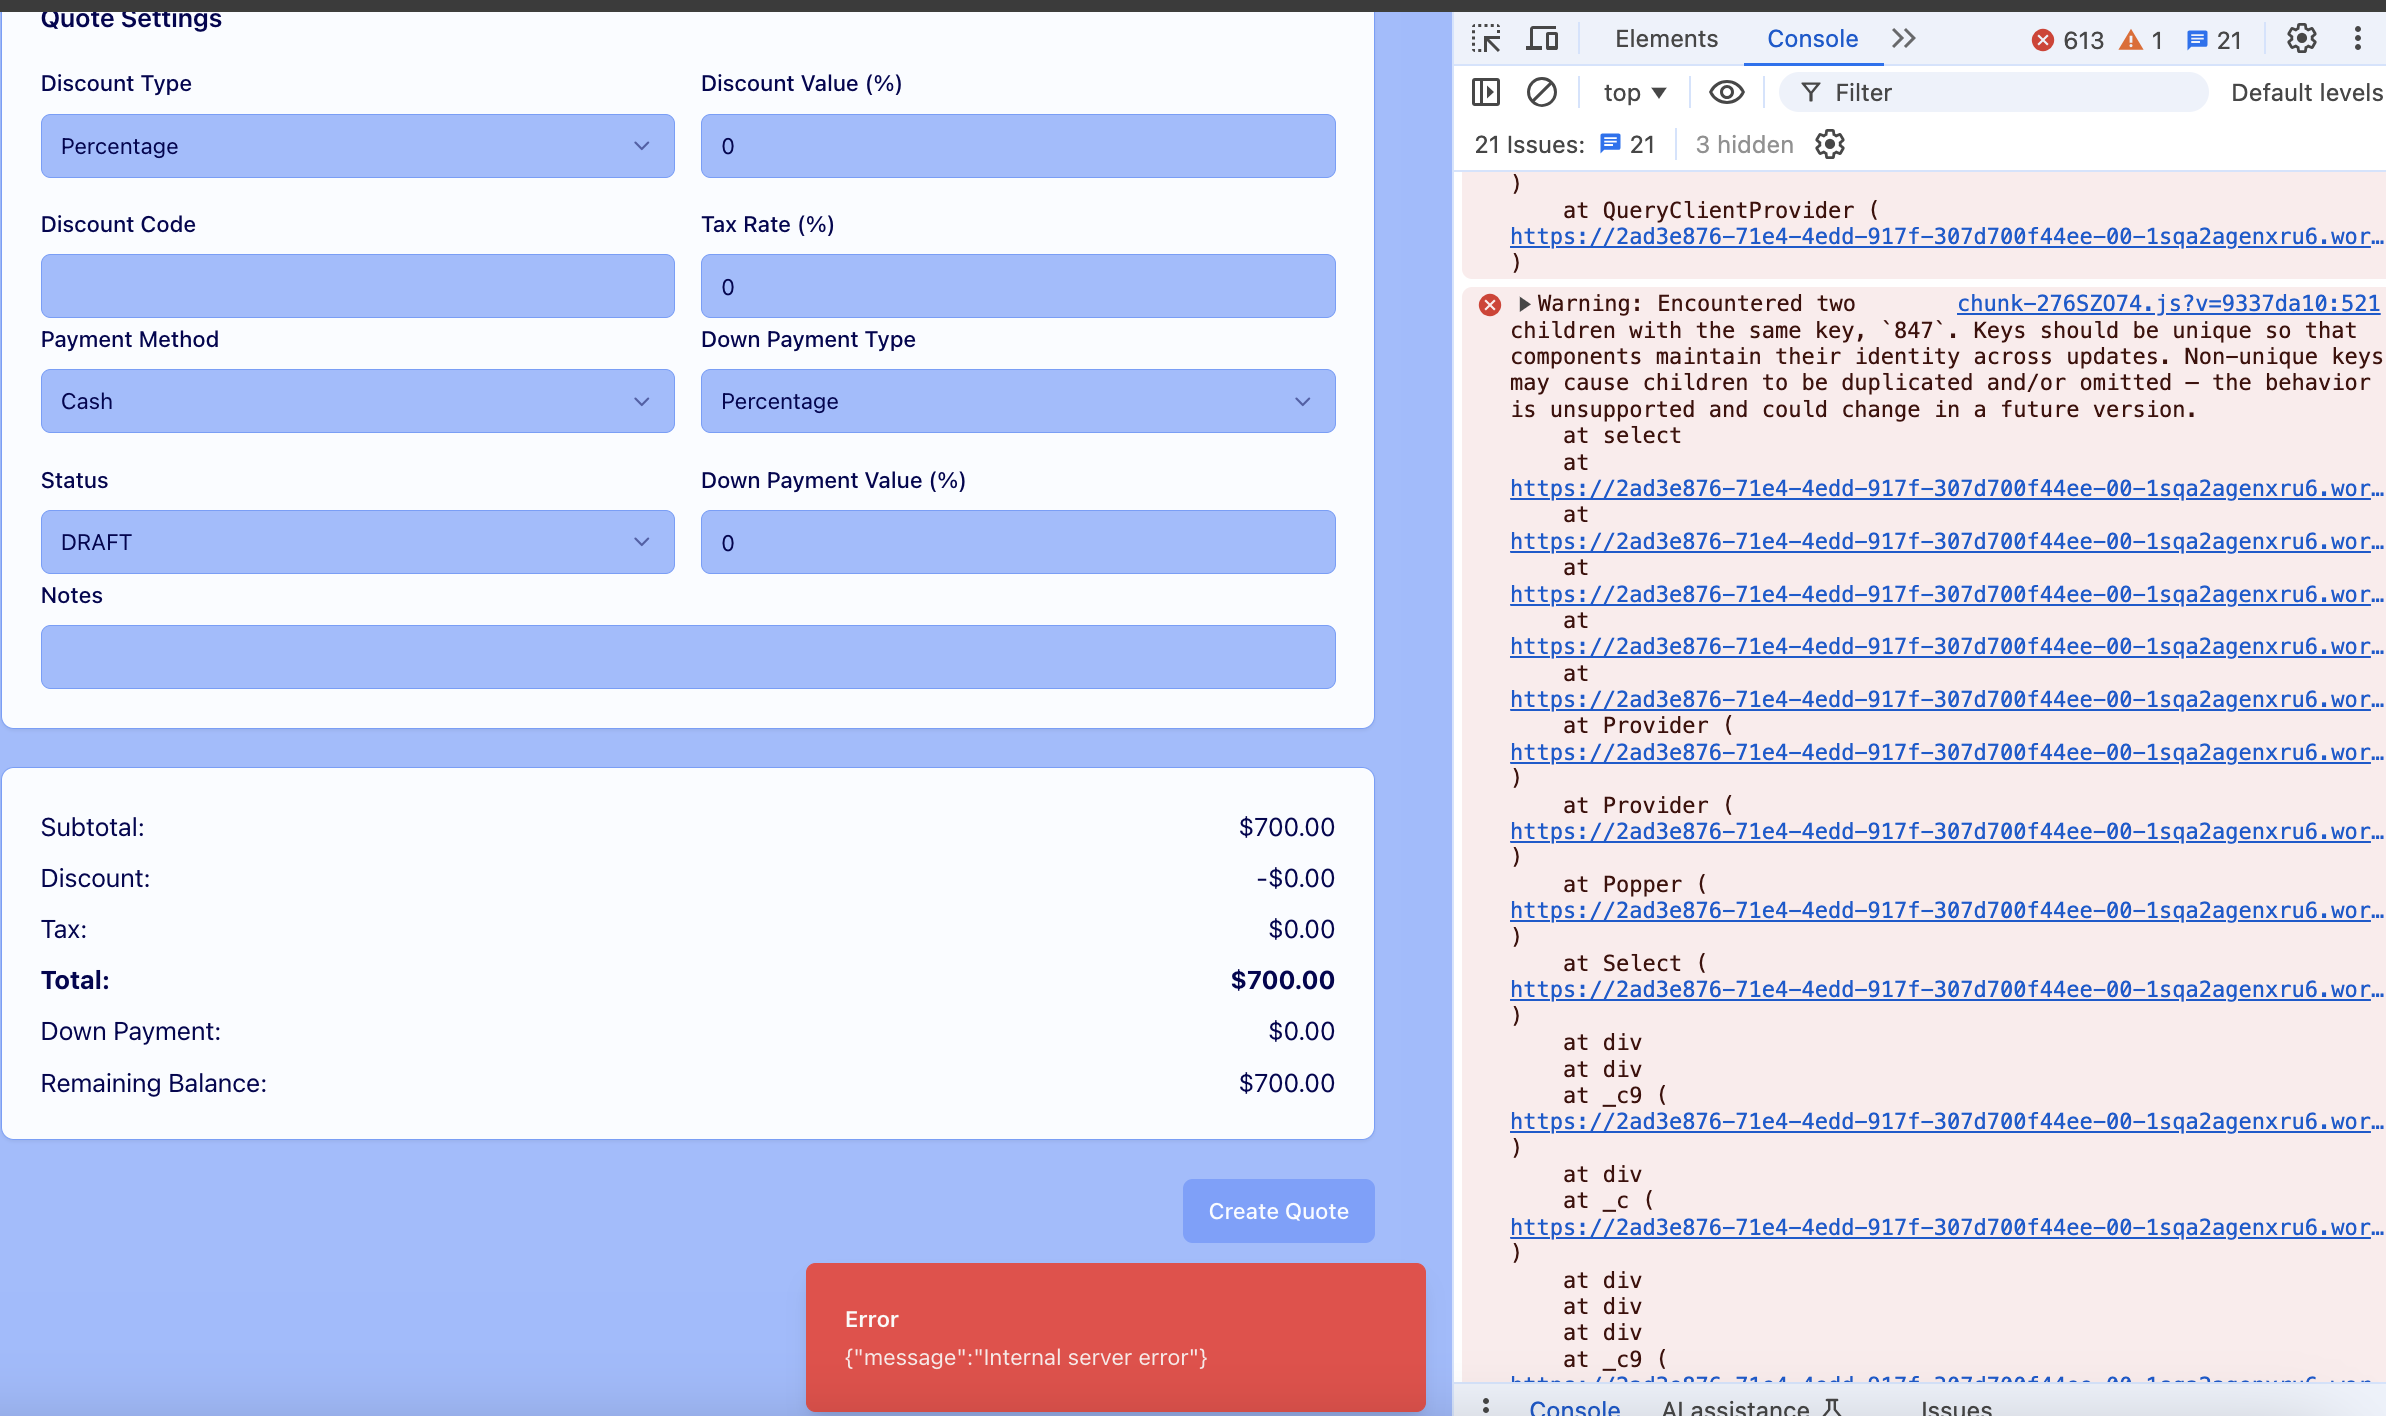 Quote Settings
Discount Type
Discount Value (%)
Percentage
0
Discount Code
Tax Rate (%)
0
Payment Method
Down Payment Type
Cash
Percentage
Status
Down Payment Value (%)
DRAFT
0
Notes
Subtotal:
$700.00
Discount:
-$0.00
Tax:
$0.00
Total:
$700.00
Down Payment:
$0.00
Remaining Balance:
$700.00
Create Quote
Error
{"message":"Internal server error"}
Elements
Console
613
1
21
top
Filter
Default levels
21 Issues:
21
3 hidden
)
at QueryClientProvider (
https://2ad3e876-71e4-4edd-917f-307d700f44ee-00-1sqa2agenxru6.wor…
)
Warning: Encountered two
chunk-276SZO74.js?v=9337da10:521
children with the same key, `847`. Keys should be unique so that
components maintain their identity across updates. Non-unique keys
may cause children to be duplicated and/or omitted — the behavior
is unsupported and could change in a future version.
at select
at
https://2ad3e876-71e4-4edd-917f-307d700f44ee-00-1sqa2agenxru6.wor…
at
https://2ad3e876-71e4-4edd-917f-307d700f44ee-00-1sqa2agenxru6.wor…
at
https://2ad3e876-71e4-4edd-917f-307d700f44ee-00-1sqa2agenxru6.wor…
at
https://2ad3e876-71e4-4edd-917f-307d700f44ee-00-1sqa2agenxru6.wor…
at
https://2ad3e876-71e4-4edd-917f-307d700f44ee-00-1sqa2agenxru6.wor…
at Provider (
https://2ad3e876-71e4-4edd-917f-307d700f44ee-00-1sqa2agenxru6.wor…
)
at Provider (
https://2ad3e876-71e4-4edd-917f-307d700f44ee-00-1sqa2agenxru6.wor…
)
at Popper (
https://2ad3e876-71e4-4edd-917f-307d700f44ee-00-1sqa2agenxru6.wor…
)
at Select (
https://2ad3e876-71e4-4edd-917f-307d700f44ee-00-1sqa2agenxru6.wor…
)
at div
at div
at _c9 (
https://2ad3e876-71e4-4edd-917f-307d700f44ee-00-1sqa2agenxru6.wor…
)
at div
at _c (
https://2ad3e876-71e4-4edd-917f-307d700f44ee-00-1sqa2agenxru6.wor…
)
at div
at div
at div
at _c9 (
Console
AI assistance
Issues